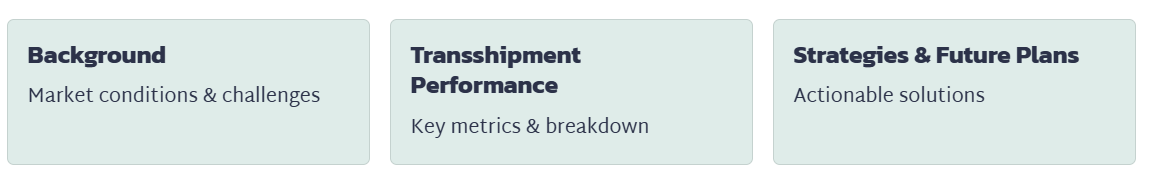 Background
Market conditions & challenges
Transshipment
Performance
Key metrics & breakdown
Strategies & Future Plans
Actionable solutions